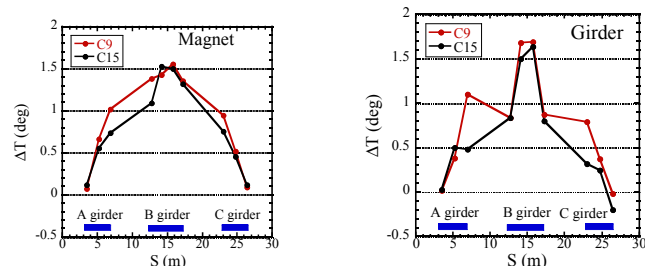 Magnet
C9
C15
2
1.5
1
0.5
0
-0.5
ΔT (deg)
A girder
B girder
C girder
0 5 10 15 20 25 30
S (m)
Girder
C9
C15
2
1.5
1
0.5
0
-0.5
ΔT (deg)
A girder
B girder
C girder
0 5 10 15 20 25 30
S (m)